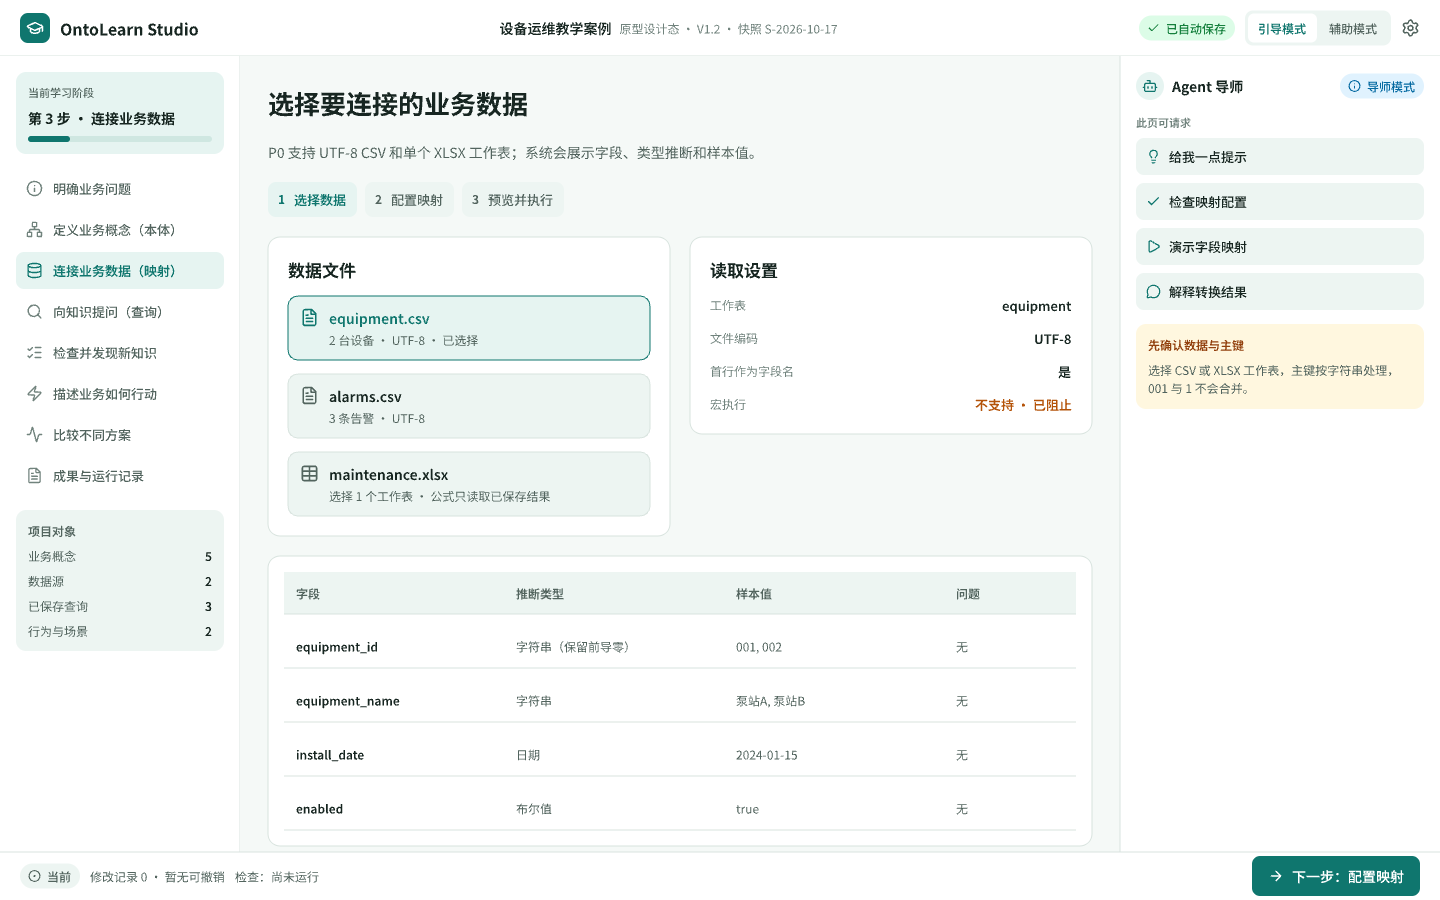 OntoLearn Studio
设备运维教学案例 原型设计态 · V1.2 · 快照 S-2026-10-17
已自动保存
引导模式 辅助模式
当前学习阶段
第 3 步 · 连接业务数据
明确业务问题
定义业务概念（本体）
连接业务数据（映射）
向知识提问（查询）
检查并发现新知识
描述业务如何行动
比较不同方案
成果与运行记录
项目对象
业务概念 5
数据源 2
已保存查询 3
行为与场景 2
选择要连接的业务数据
P0 支持 UTF-8 CSV 和单个 XLSX 工作表；系统会展示字段、类型推断和样本值。
1 选择数据 2 配置映射 3 预览并执行
数据文件
equipment.csv
2 台设备 · UTF-8 · 已选择
alarms.csv
3 条告警 · UTF-8
maintenance.xlsx
选择 1 个工作表 · 公式只读取已保存结果
读取设置
工作表 equipment
文件编码 UTF-8
首行作为字段名 是
宏执行 不支持 · 已阻止
字段 推断类型 样本值 问题
equipment_id 字符串（保留前导零） 001, 002 无
equipment_name 字符串 泵站A, 泵站B 无
install_date 日期 2024-01-15 无
enabled 布尔值 true 无
Agent 导师 导师模式
此页可请求
给我一点提示
检查映射配置
演示字段映射
解释转换结果
先确认数据与主键
选择 CSV 或 XLSX 工作表，主键按字符串处理，
001 与 1 不会合并。
当前 修改记录 0 · 暂无可撤销 检查：尚未运行
下一步：配置映射